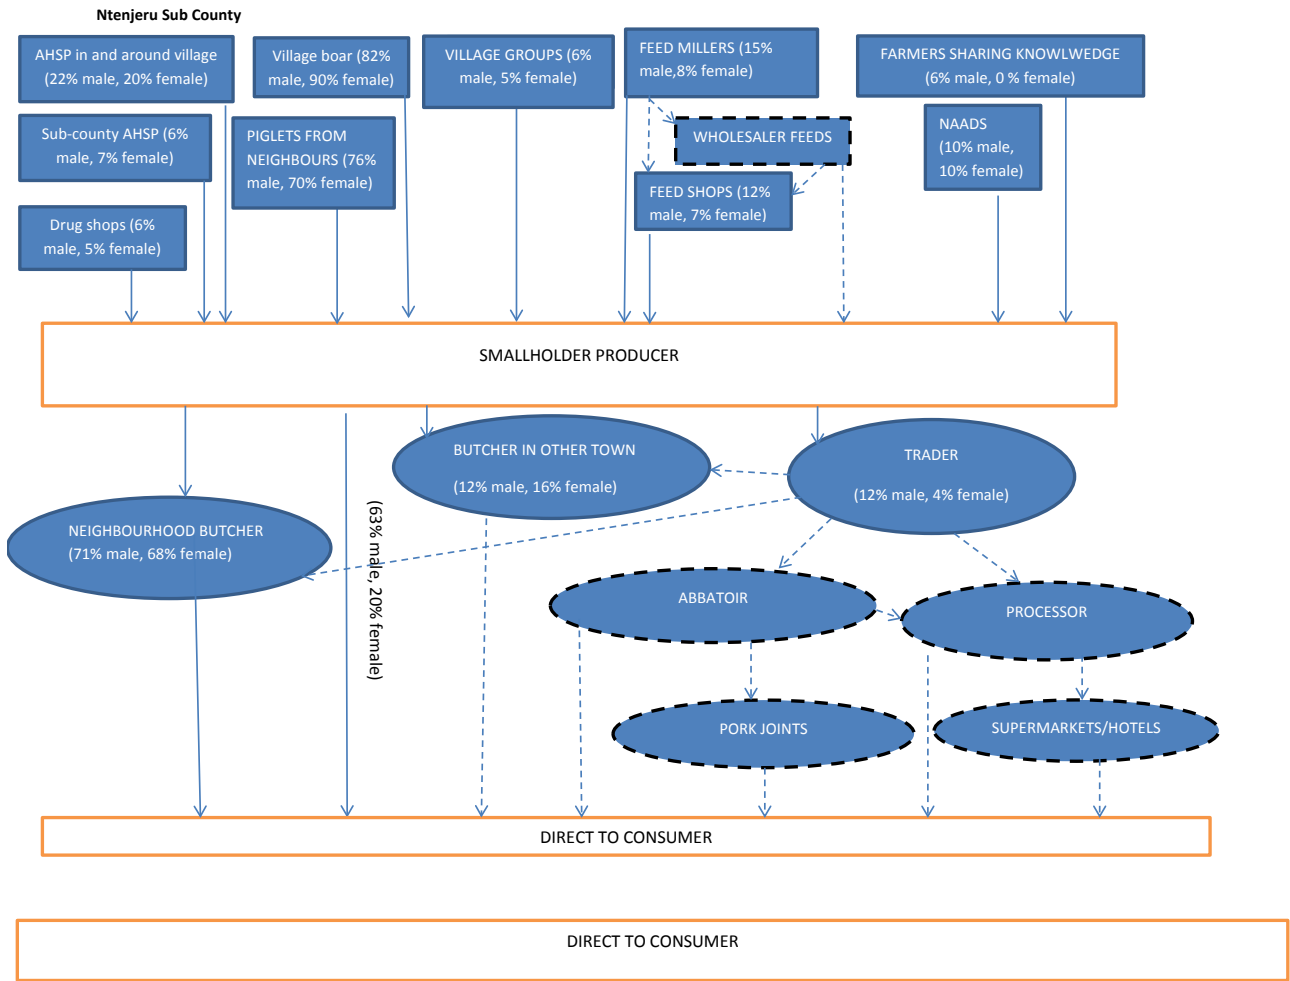 Ntenjeru Sub County
AHSP in and around village
(22% male, 20% female)
Village boar (82%
male, 90% female)
VILLAGE GROUPS (6%
male, 5% female)
FEED MILLERS (15%
male,8% female)
FARMERS SHARING KNOWLWEDGE
(6% male, 0 % female)
Sub-county AHSP (6%
male, 7% female)
PIGLETS FROM
NEIGHBOURS (76%
male, 70% female)
WHOLESALER FEEDS
NAADS
(10% male,
10% female)
FEED SHOPS (12%
male, 7% female)
Drug shops (6%
male, 5% female)
SMALLHOLDER PRODUCER
BUTCHER IN OTHER TOWN
(12% male, 16% female)
TRADER
(12% male, 4% female)
NEIGHBOURHOOD BUTCHER
(71% male, 68% female)
(63% male, 20% female)
ABBATOIR
PROCESSOR
PORK JOINTS
SUPERMARKETS/HOTELS
DIRECT TO CONSUMER
DIRECT TO CONSUMER